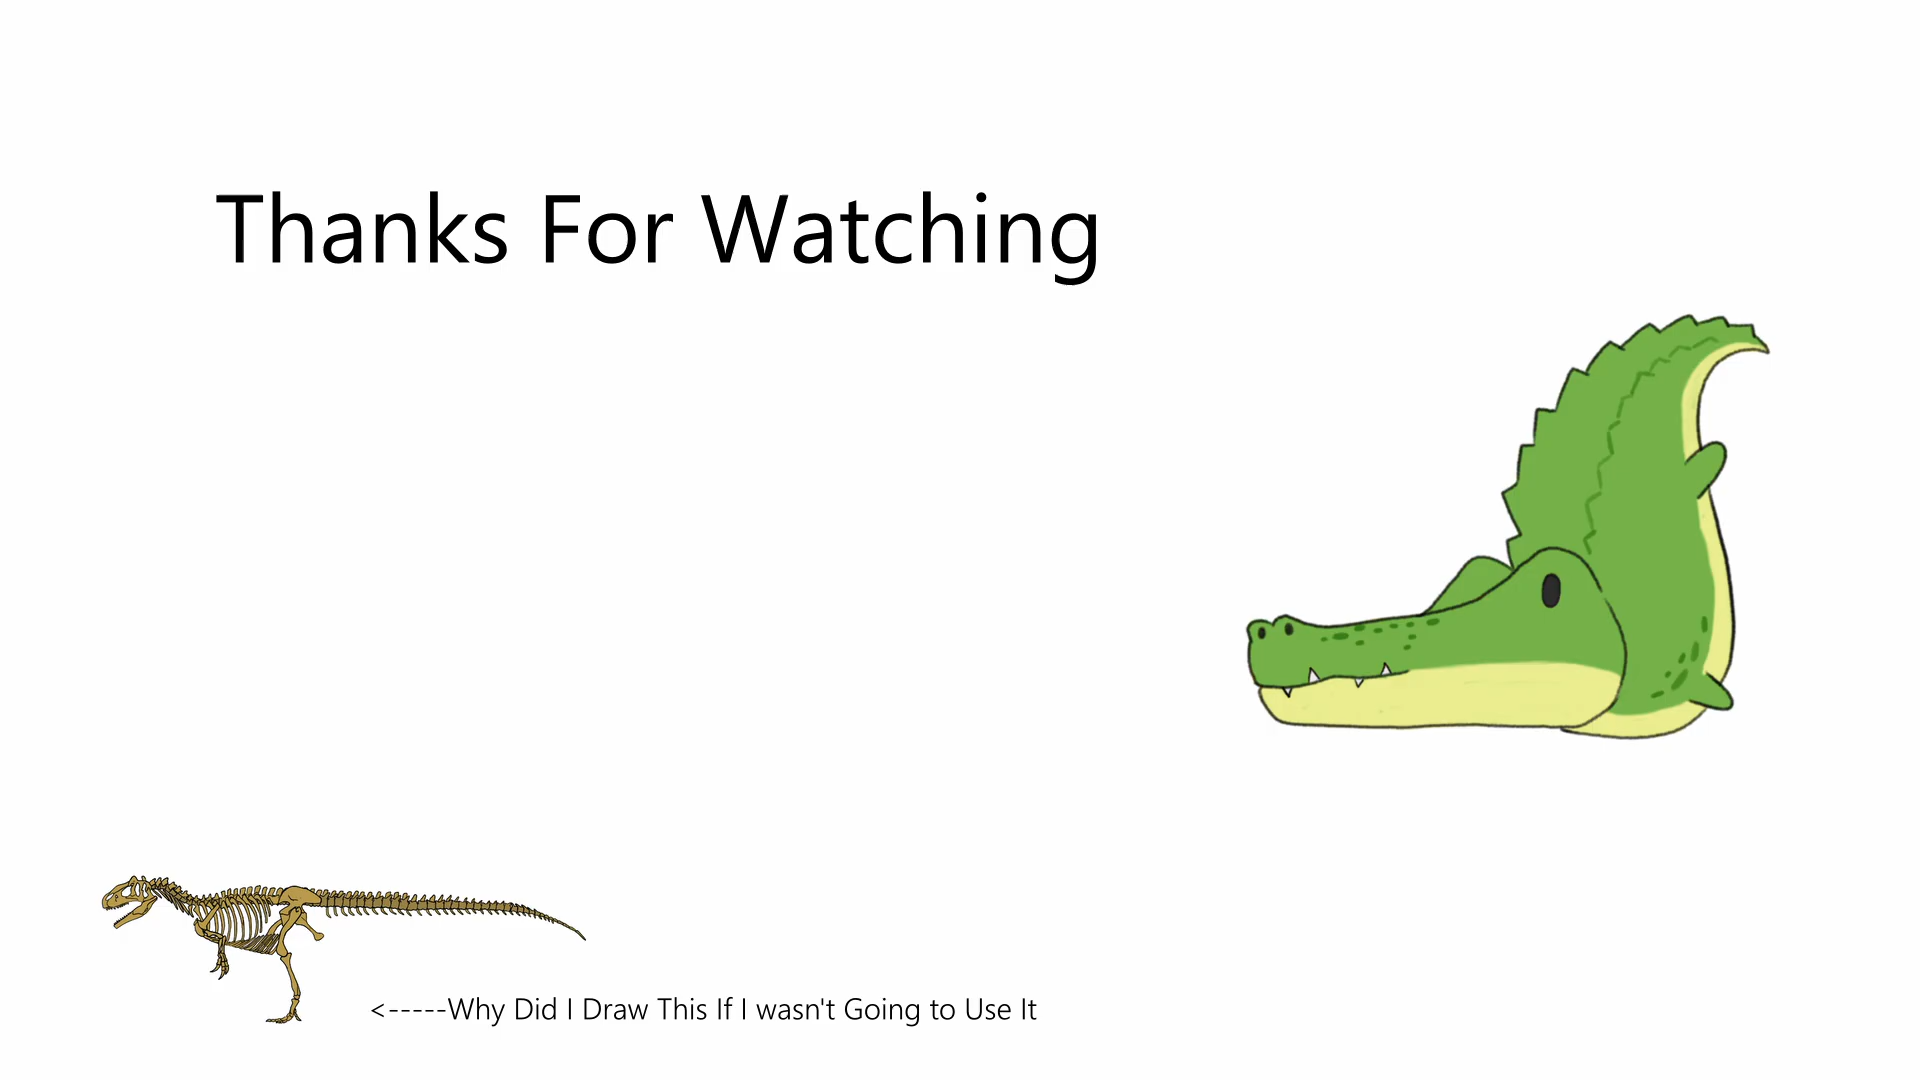 Thanks For Watching
<-----Why Did I Draw This If I wasn't Going to Use It